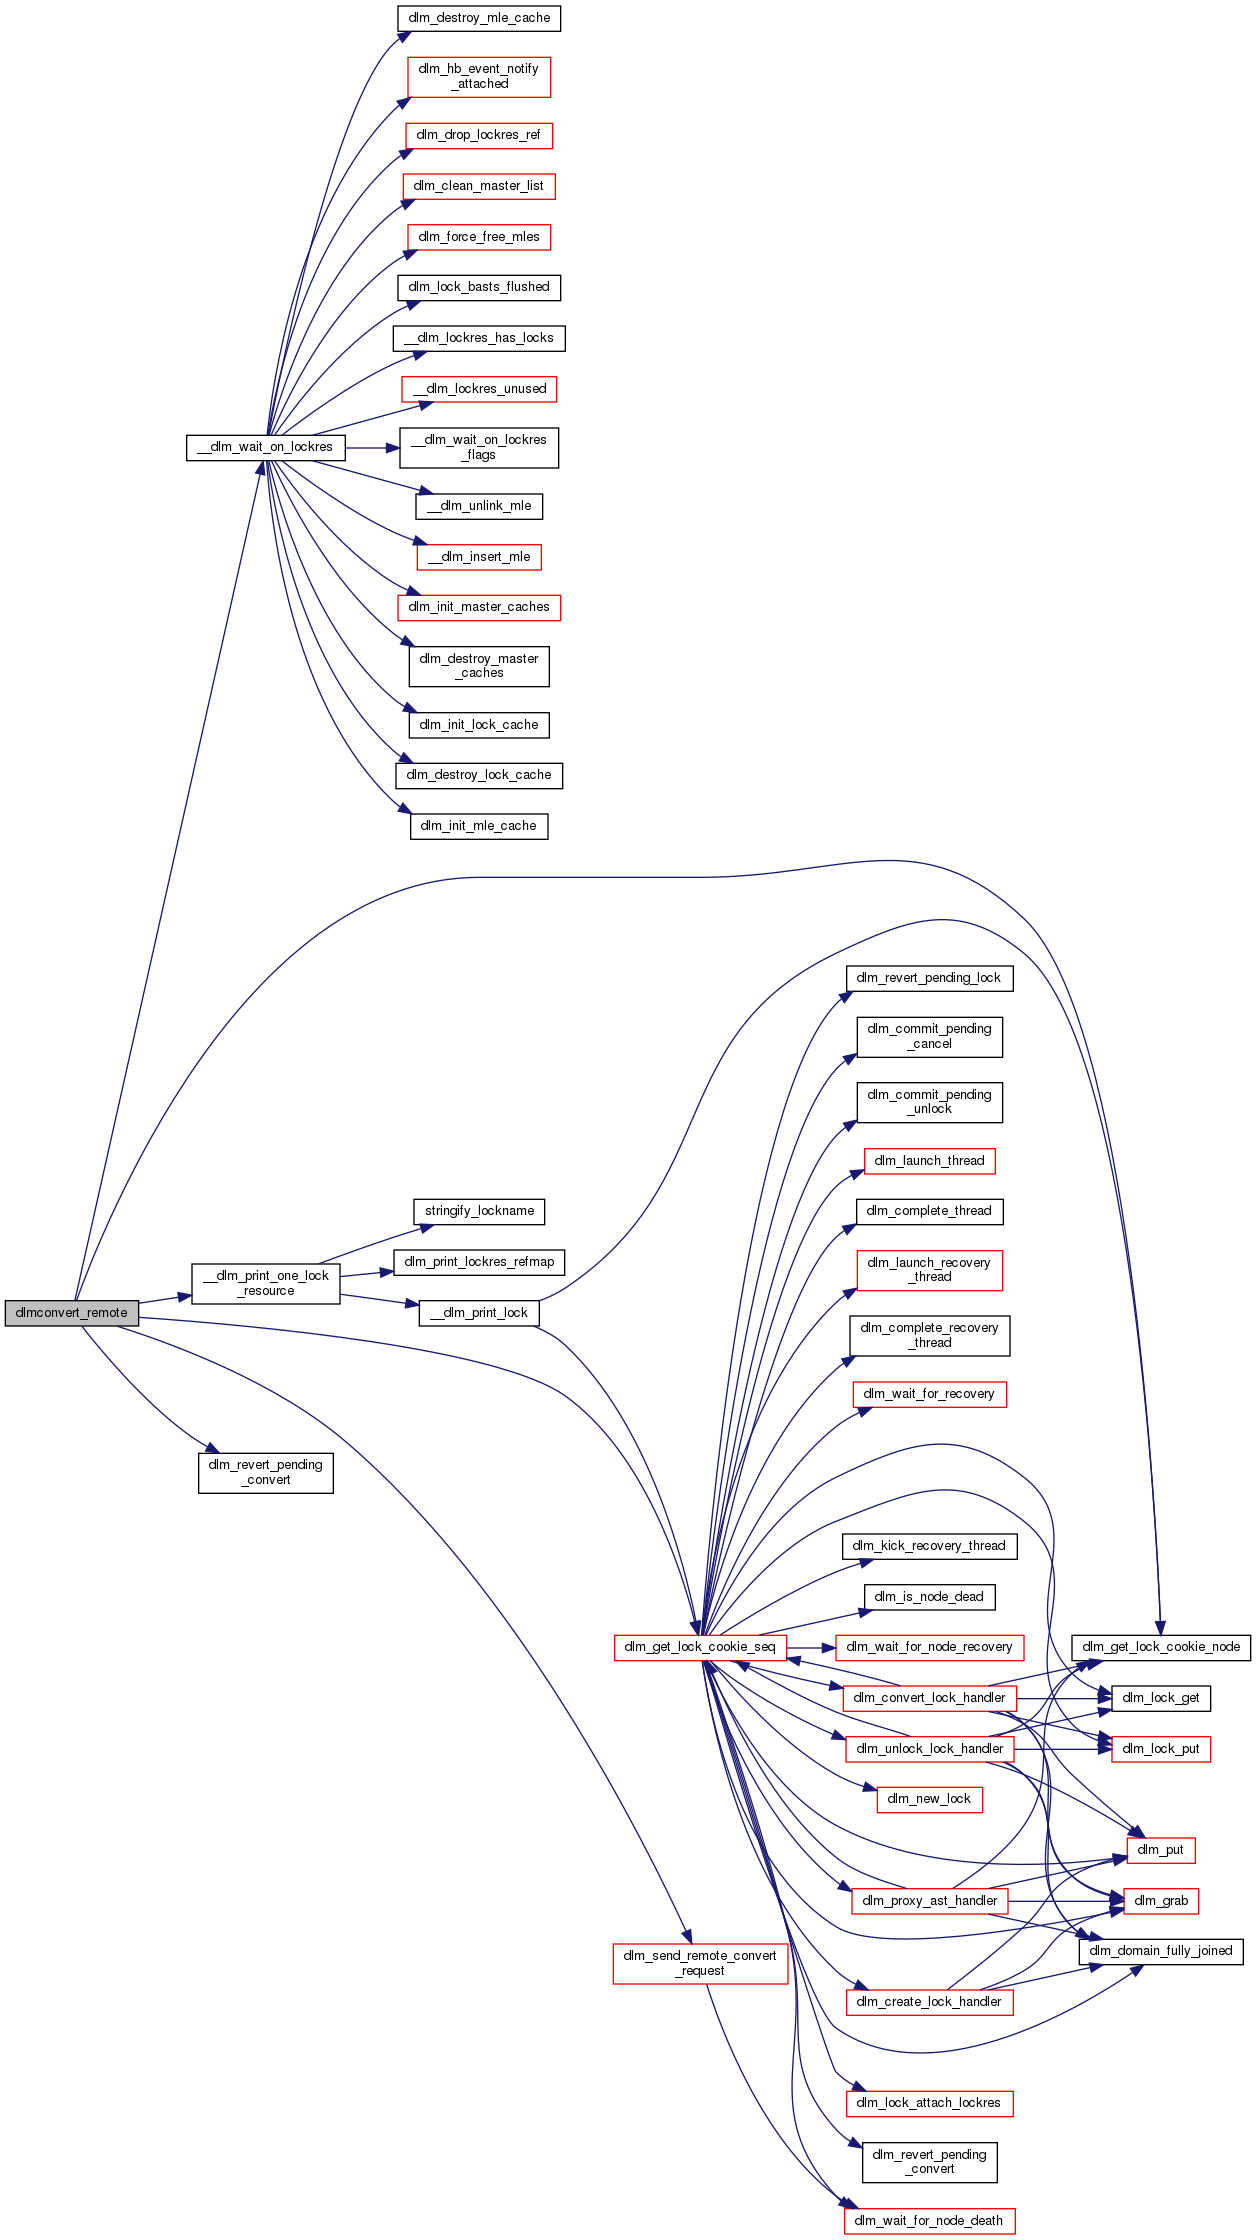 dlm_destroy_mle_cache
dlm_hb_event_notify
_attached
dlm_drop_lockres_ref
dlm_clean_master_list
dlm_force_free_mles
dlm_lock_basts_flushed
__dlm_lockres_has_locks
__dlm_lockres_unused
__dlm_wait_on_lockres
__dlm_wait_on_lockres
_flags
__dlm_unlink_mle
__dlm_insert_mle
dlm_init_master_caches
dlm_destroy_master
_caches
dlm_init_lock_cache
dlm_destroy_lock_cache
dlm_init_mle_cache
dlm_revert_pending_lock
dlm_commit_pending
_cancel
dlm_commit_pending
_unlock
dlm_launch_thread
stringify_lockname
dlm_complete_thread
dlm_print_lockres_refmap
__dlm_print_one_lock
_resource
dlm_launch_recovery
_thread
dlmconvert_remote
__dlm_print_lock
dlm_complete_recovery
_thread
dlm_wait_for_recovery
dlm_revert_pending
_convert
dlm_kick_recovery_thread
dlm_is_node_dead
dlm_get_lock_cookie_seq
dlm_wait_for_node_recovery
dlm_get_lock_cookie_node
dlm_convert_lock_handler
dlm_lock_get
dlm_unlock_lock_handler
dlm_lock_put
dlm_new_lock
dlm_put
dlm_proxy_ast_handler
dlm_grab
dlm_domain_fully_joined
dlm_send_remote_convert
_request
dlm_create_lock_handler
dlm_lock_attach_lockres
dlm_revert_pending
_convert
dlm_wait_for_node_death